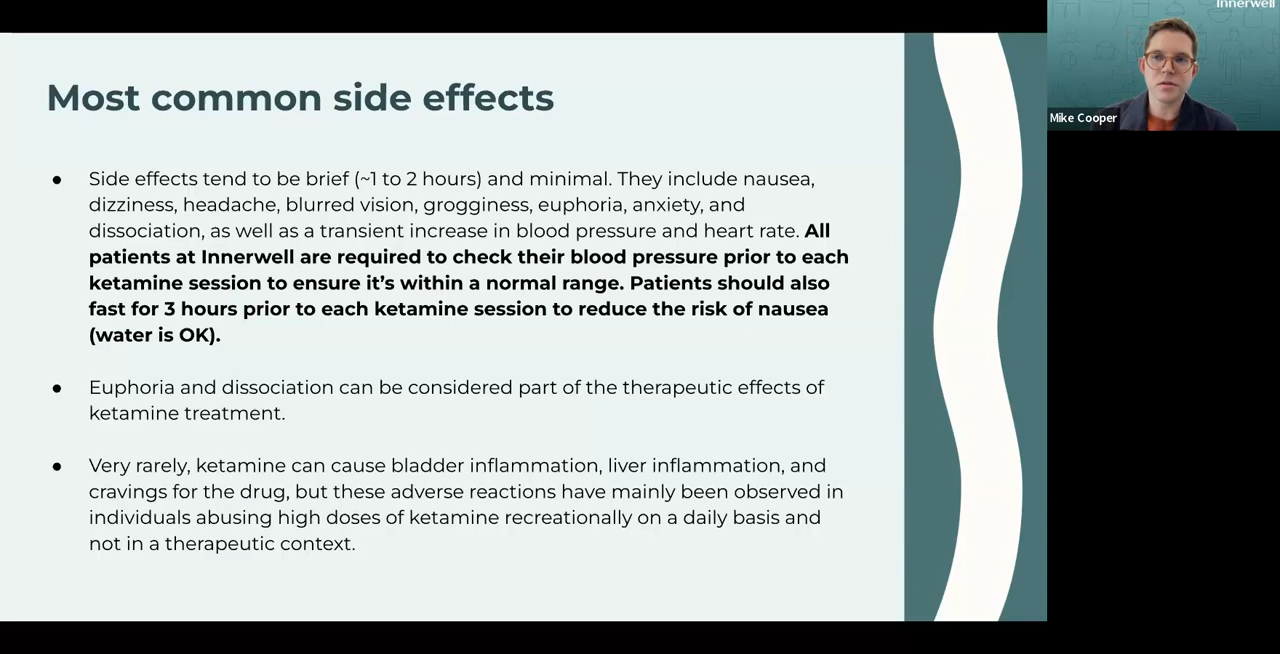 Innerwell
Mike Cooper
Most common side effects
● Side effects tend to be brief (~1 to 2 hours) and minimal. They include nausea,
dizziness, headache, blurred vision, grogginess, euphoria, anxiety, and
dissociation, as well as a transient increase in blood pressure and heart rate. All
patients at Innerwell are required to check their blood pressure prior to each
ketamine session to ensure it’s within a normal range. Patients should also
fast for 3 hours prior to each ketamine session to reduce the risk of nausea
(water is OK).
● Euphoria and dissociation can be considered part of the therapeutic effects of
ketamine treatment.
● Very rarely, ketamine can cause bladder inflammation, liver inflammation, and
cravings for the drug, but these adverse reactions have mainly been observed in
individuals abusing high doses of ketamine recreationally on a daily basis and
not in a therapeutic context.